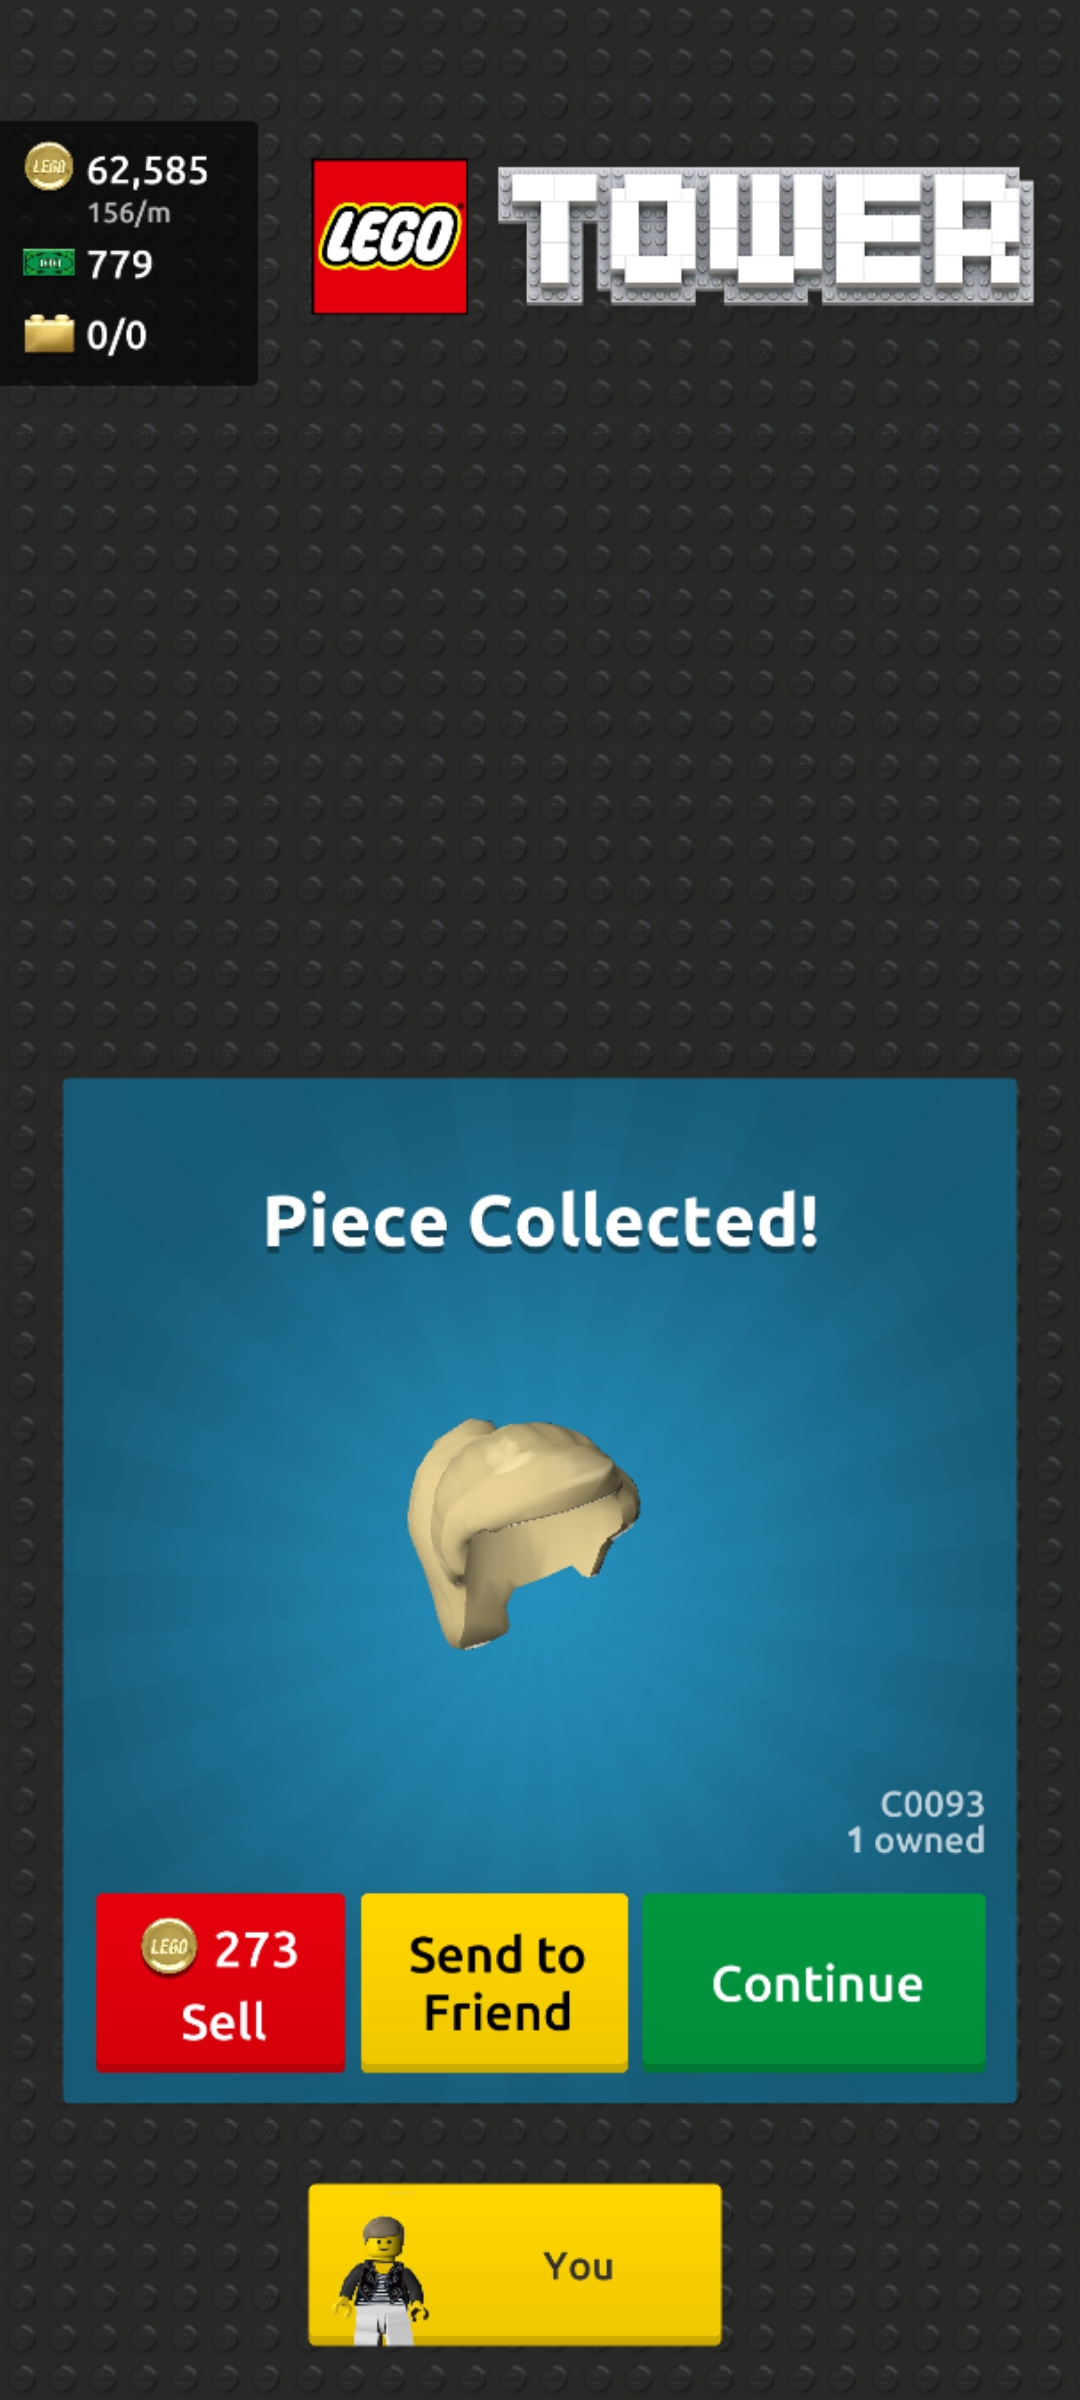 LEGO
62,585
156/m
779
0/0
LEGO
TOWER
Piece Collected!
C0093
1 owned
LEGO
273
Sell
Send to
Friend
Continue
You